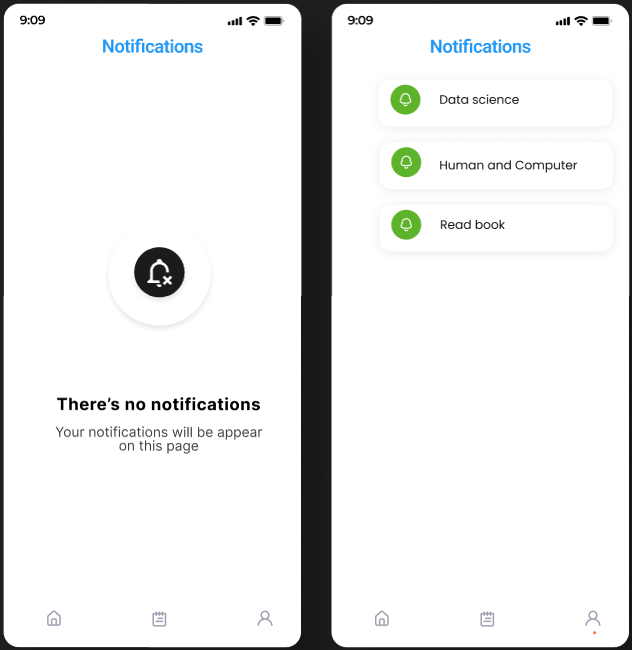 9:09
Notifications
There's no notifications
Your notifications will be appear
on this page
9:09
Notifications
Data science
Human and Computer
Read book